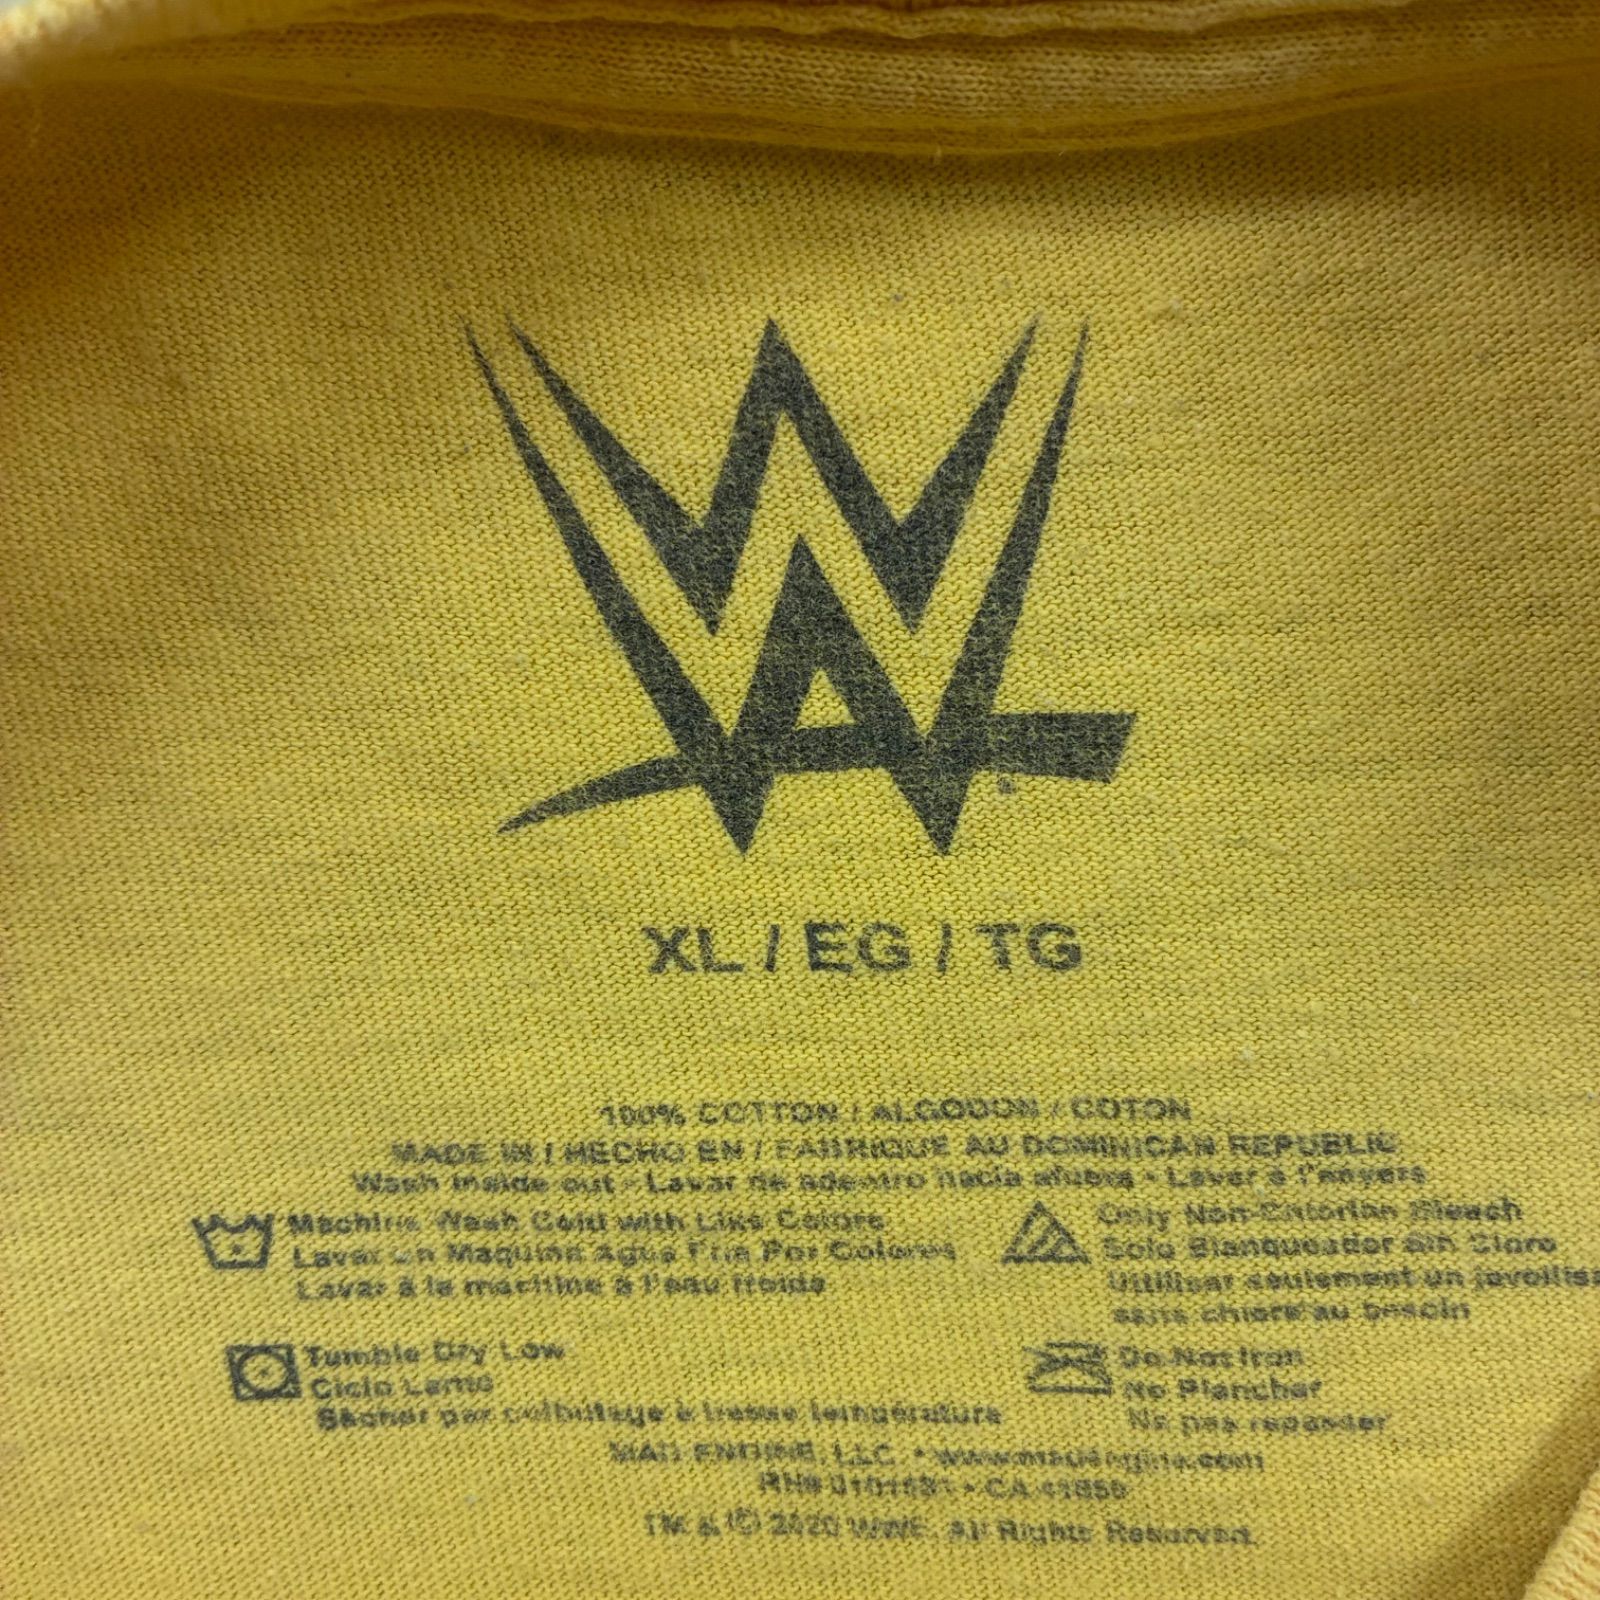 W
XL / EG / TG
100% COTTON / ALGODON / COTON
MADE IN / HECHO EN / FABRIQUE AU DOMINICAN REPUBLIC
Wash inside out - Lavar de adentro hacia afuera - Laver à l'envers
Machine Wash Cold with Like Colors
Lavar en Maquina Agua Fria Por Colores
Lavar à la machine à l'eau froide
Only Non-Chlorine Bleach
Solo Blanqueador sin Cloro
Utiliser seulement un
sans chlore au besoin
Tumble Dry Low
Ciclo
Sécher par culbutage à basse température
Do Not Iron
No Planchar
Ne pas repasser
MAD ENGINE, LLC. • www.madengine.com
RN#
CA
TM & © 2020 WWE. All Rights Reserved.